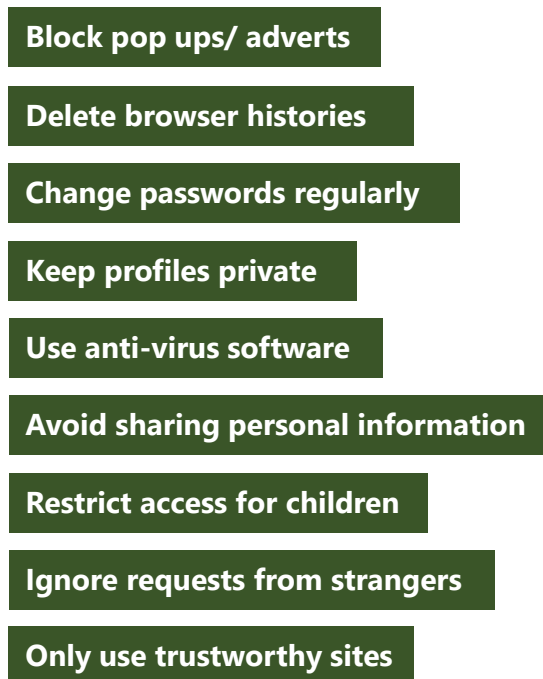 Block pop ups/ adverts
Delete browser histories
Change passwords regularly
Keep profiles private
Use anti-virus software
Avoid sharing personal information
Restrict access for children
Ignore requests from strangers
Only use trustworthy sites